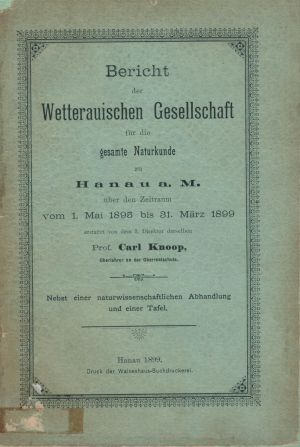 Bericht
der
Wetterauischen Gesellschaft
für die
gesamte Naturkunde
zu
Hanau a. M.
über den Zeitraum
vom 1. Mai 1895 bis 31. März 1899
erstattet von dem 2. Direktor derselben
Prof. Carl Knoop,
Oberlehrer an der Oberrealschule.
Nebst einer naturwissenschaftlichen Abhandlung
und einer Tafel.
Hanau 1899.
Druck der Waisenhaus-Buchdruckerei.